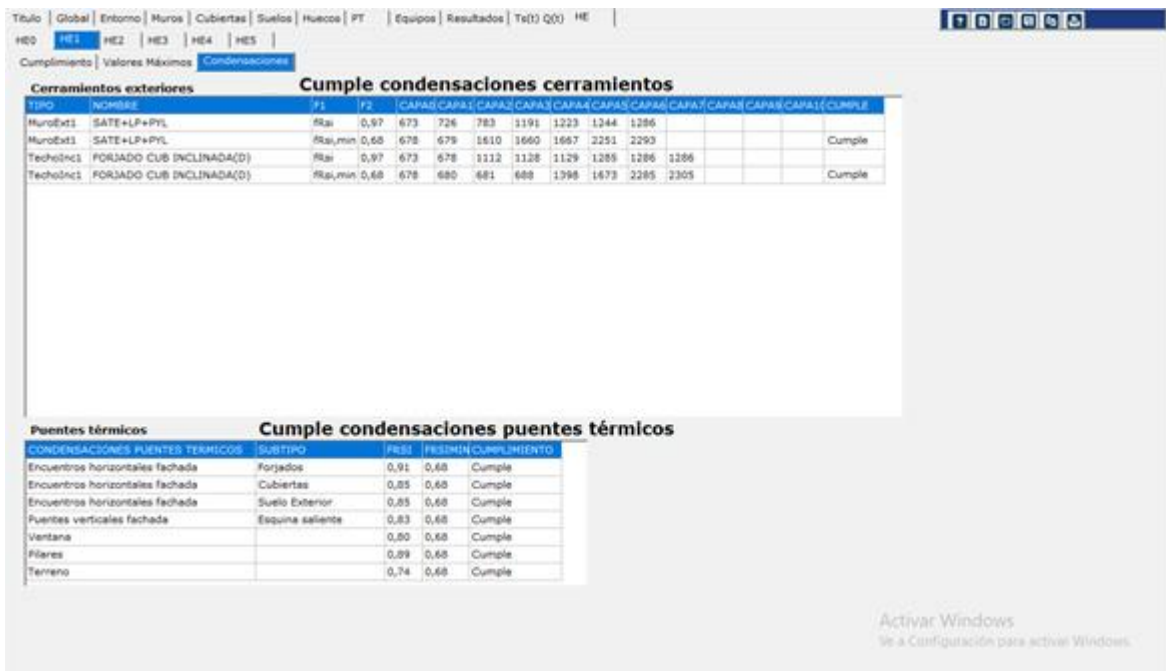 Titulo Global Entorno Muros Cubiertas Suelos Huecos PT Equipos Resultados Ts(t) Q(t) HE
HE0 HE1 HE2 HE3 HE4 HE5
Cumplimiento Valores Máximos Condensaciones
Cerramientos exteriores Cumple condensaciones cerramientos
TIPO NOMBRE F1 F2 CAPA0 CAPA1 CAPA2 CAPA3 CAPA4 CAPA5 CAPA6 CAPA7 CAPA8 CAPA9 CAPA1( CUMPLE
MuroExt1 SATE+LP+PYL fRsi 0,97 673 726 783 1191 1223 1244 1286
MuroExt1 SATE+LP+PYL fRsi,min 0,68 678 679 1610 1660 1667 2251 2293 Cumple
TechoInc1 FORJADO CUB INCLINADA(D) fRsi 0,97 673 678 1112 1128 1129 1285 1286 1286
TechoInc1 FORJADO CUB INCLINADA(D) fRsi,min 0,68 678 680 681 688 1398 1673 2285 2305 Cumple
Puentes térmicos Cumple condensaciones puentes térmicos
CONDENSACIONES PUENTES TERMICOS SUBTIPO FRSI FRSIMIN CUMPLIMIENTO
Encuentros horizontales fachada Forjados 0,91 0,68 Cumple
Encuentros horizontales fachada Cubiertas 0,85 0,68 Cumple
Encuentros horizontales fachada Suelo Exterior 0,85 0,68 Cumple
Puentes verticales fachada Esquina saliente 0,83 0,68 Cumple
Ventana 0,80 0,68 Cumple
Pilares 0,89 0,68 Cumple
Terreno 0,74 0,68 Cumple
Activar Windows
Ve a Configuración para activar Windows.